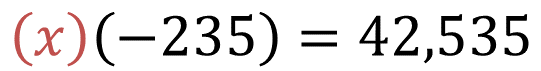 (x)(−235) = 42,535